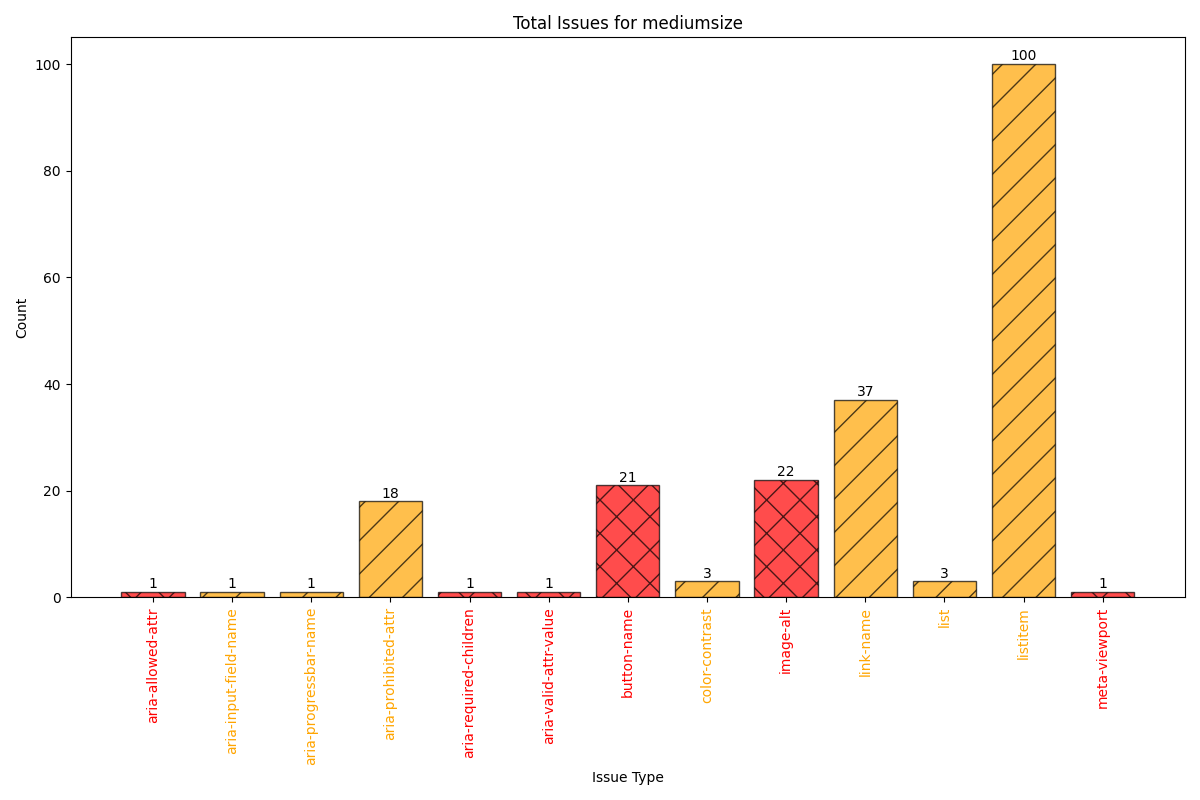 Total Issues for mediumsize
Count
100
80
60
40
20
0
1
1
1
18
1
1
21
3
22
37
3
100
1
aria-allowed-attr
aria-input-field-name
aria-progressbar-name
aria-prohibited-attr
aria-required-children
aria-valid-attr-value
button-name
color-contrast
image-alt
link-name
list
listitem
meta-viewport
Issue Type